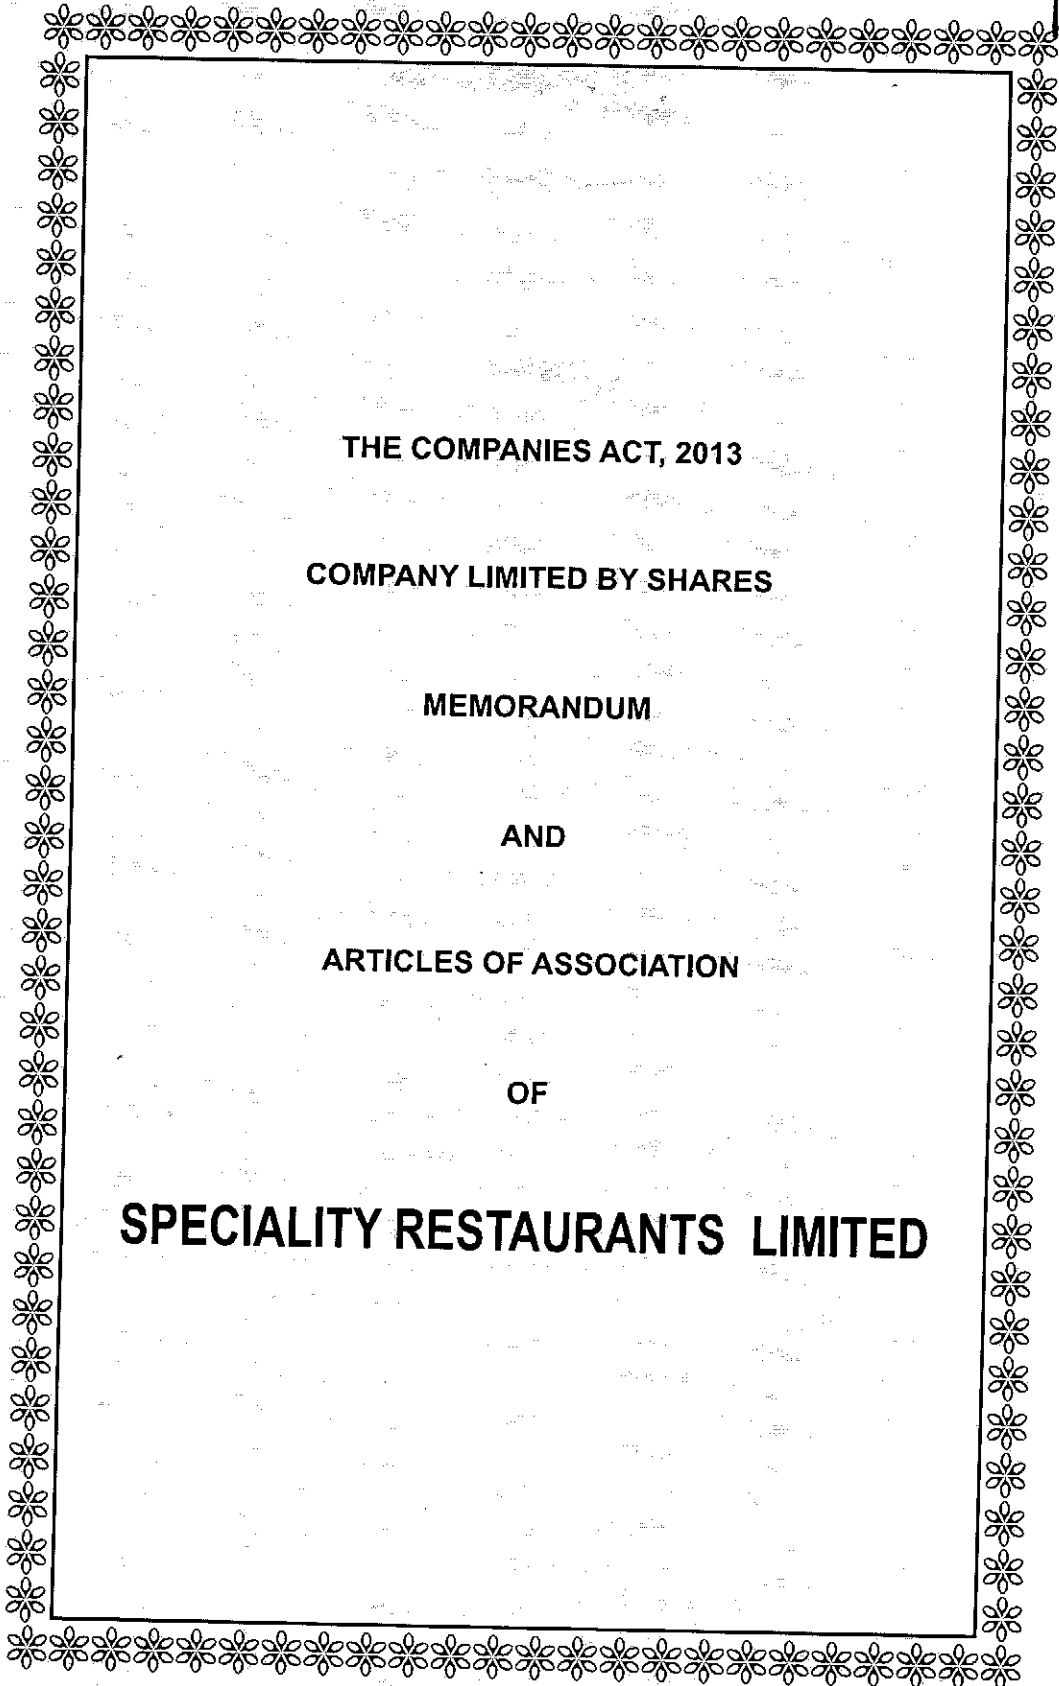 THE COMPANIES ACT, 2013
COMPANY LIMITED BY SHARES
MEMORANDUM
AND
ARTICLES OF ASSOCIATION
OF
SPECIALITY RESTAURANTS LIMITED